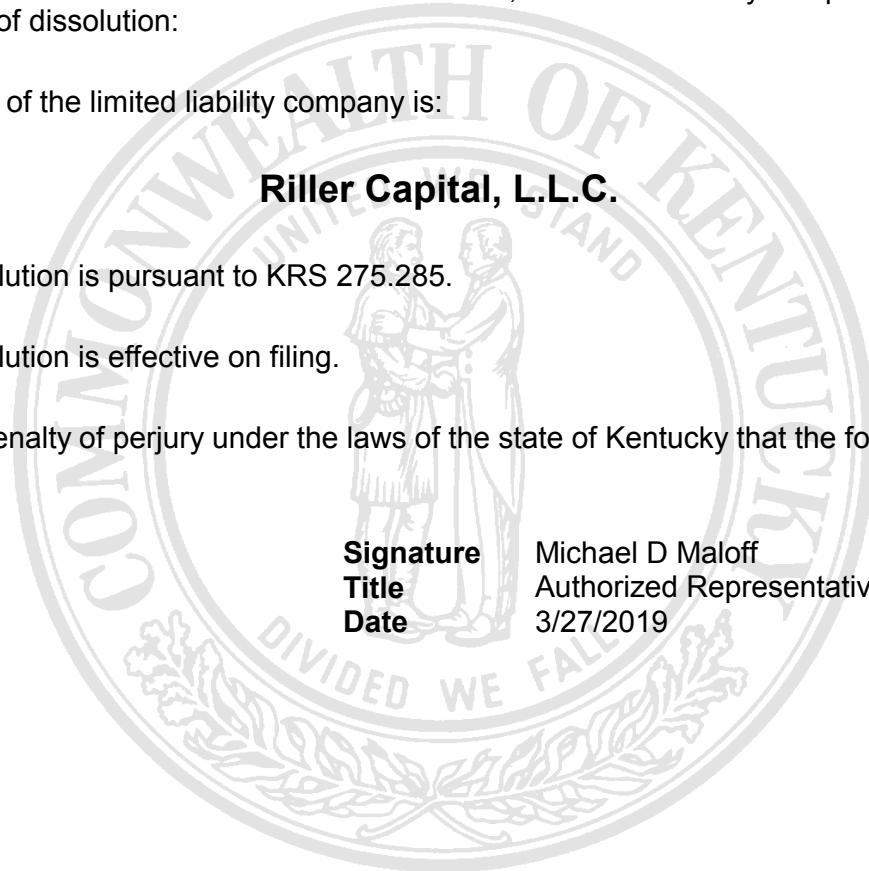 of dissolution:
of the limited liability company is:
Riller Capital, L.L.C.
lution is pursuant to KRS 275.285.
lution is effective on filing.
enalty of perjury under the laws of the state of Kentucky that the fo
Signature Michael D Maloff
Title Authorized Representativ
Date 3/27/2019
COMMONWEALTH OF KENTUCKY
UNITED WE STAND
DIVIDED WE FALL